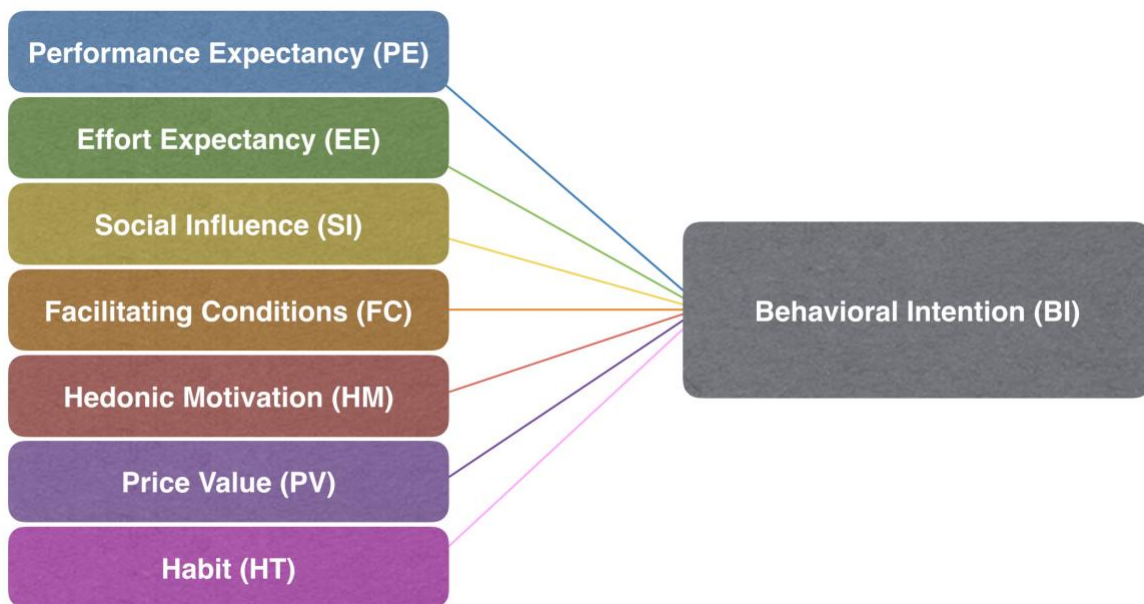 Performance Expectancy (PE)
Effort Expectancy (EE)
Social Influence (SI)
Facilitating Conditions (FC)
Hedonic Motivation (HM)
Price Value (PV)
Habit (HT)
Behavioral Intention (BI)